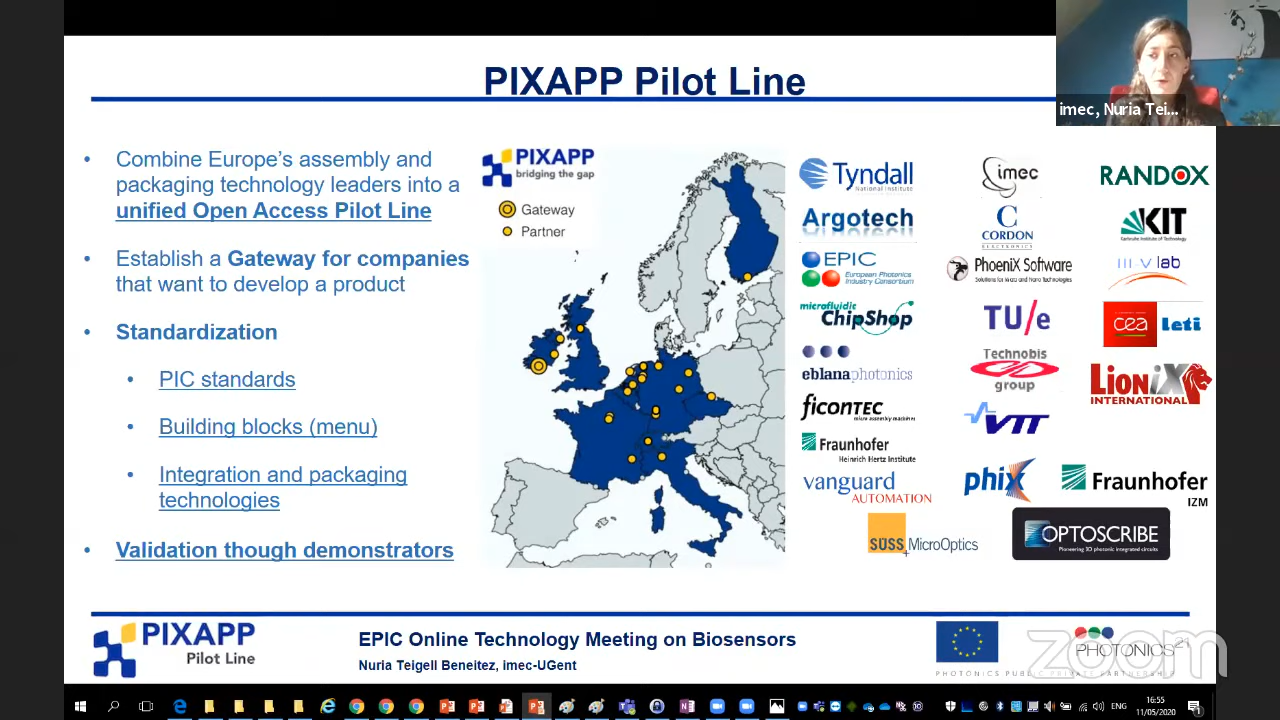 PIXAPP Pilot Line
imec, Nuria Tei...
• Combine Europe's assembly and
packaging technology leaders into a
unified Open Access Pilot Line
• Establish a Gateway for companies
that want to develop a product
• Standardization
• PIC standards
• Building blocks (menu)
• Integration and packaging
technologies
• Validation though demonstrators
PIXAPP
bridging the gap
Gateway
Partner
Tyndall
National Institute
imec
RANDOX
Argotech
C
CORDON
ELECTRONICS
KIT
Karlsruhe Institute of Technology
EPIC
European Photonics
Industry Consortium
PhoeniX Software
Solutions for micro and nano technologies
III V lab
microfluidic
ChipShop
TU/e
cea leti
eblanaphotonics
Technobis
group
LioniX
INTERNATIONAL
ficonTEC
micro assembly machines
VTT
Fraunhofer
Heinrich Hertz Institute
vanguard
AUTOMATION
phix
Fraunhofer
IZM
SUSS MicroOptics
OPTOSCRIBE
Pioneering 3D photonic integrated circuits
PIXAPP
Pilot Line
EPIC Online Technology Meeting on Biosensors
Nuria Teigell Beneitez, imec-UGent
PHOTONICS21
PHOTONICS PUBLIC PRIVATE PARTNERSHIP
zoom
16:55
11/05/2020